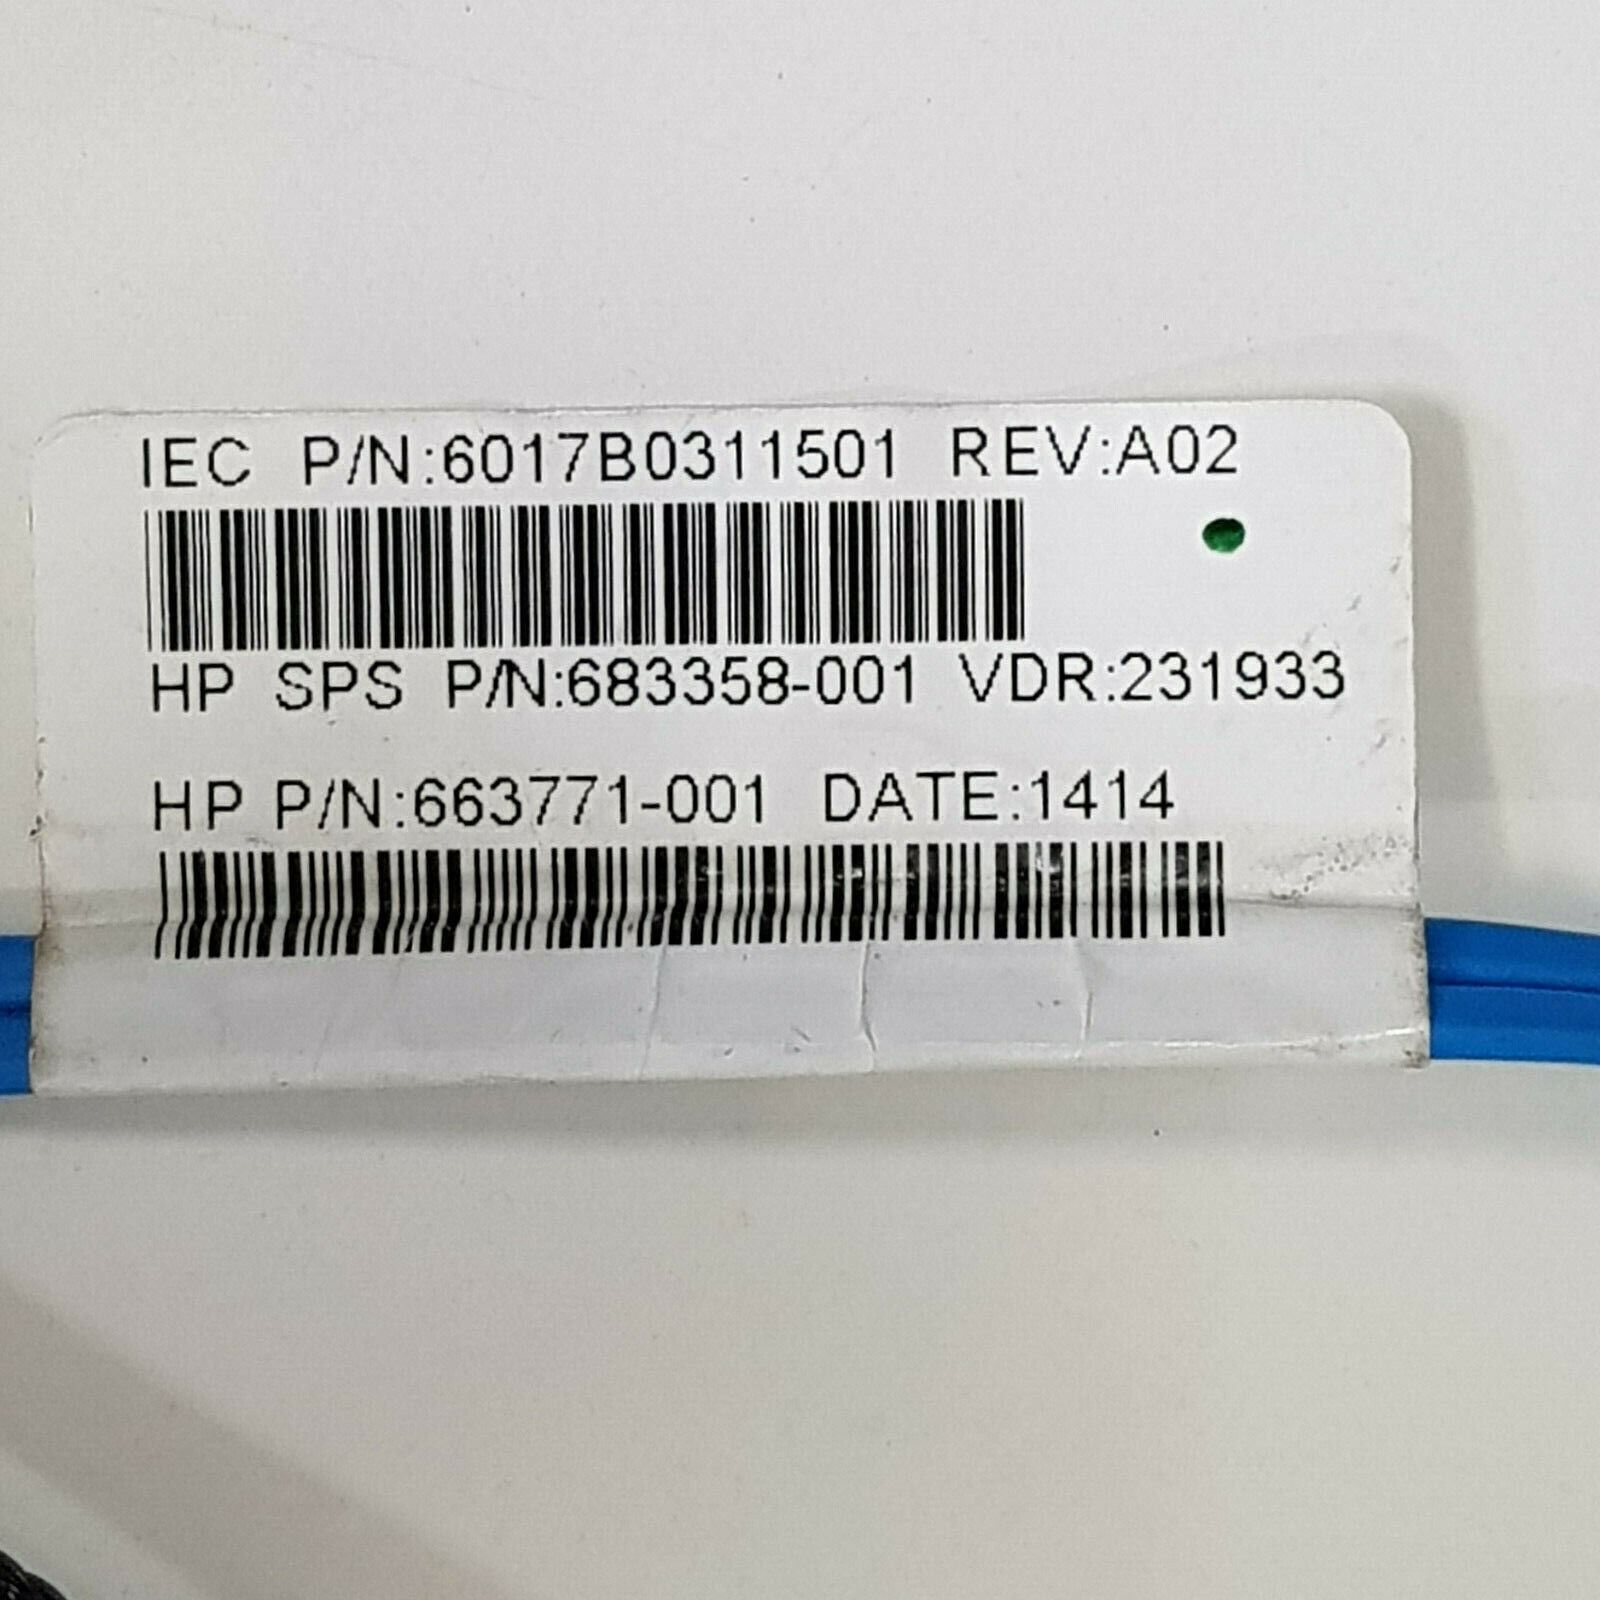 IEC P/N:6017B0311501 REV:A02
HP SPS P/N:683358-001 VDR:231933
HP P/N:663771-001 DATE:1414